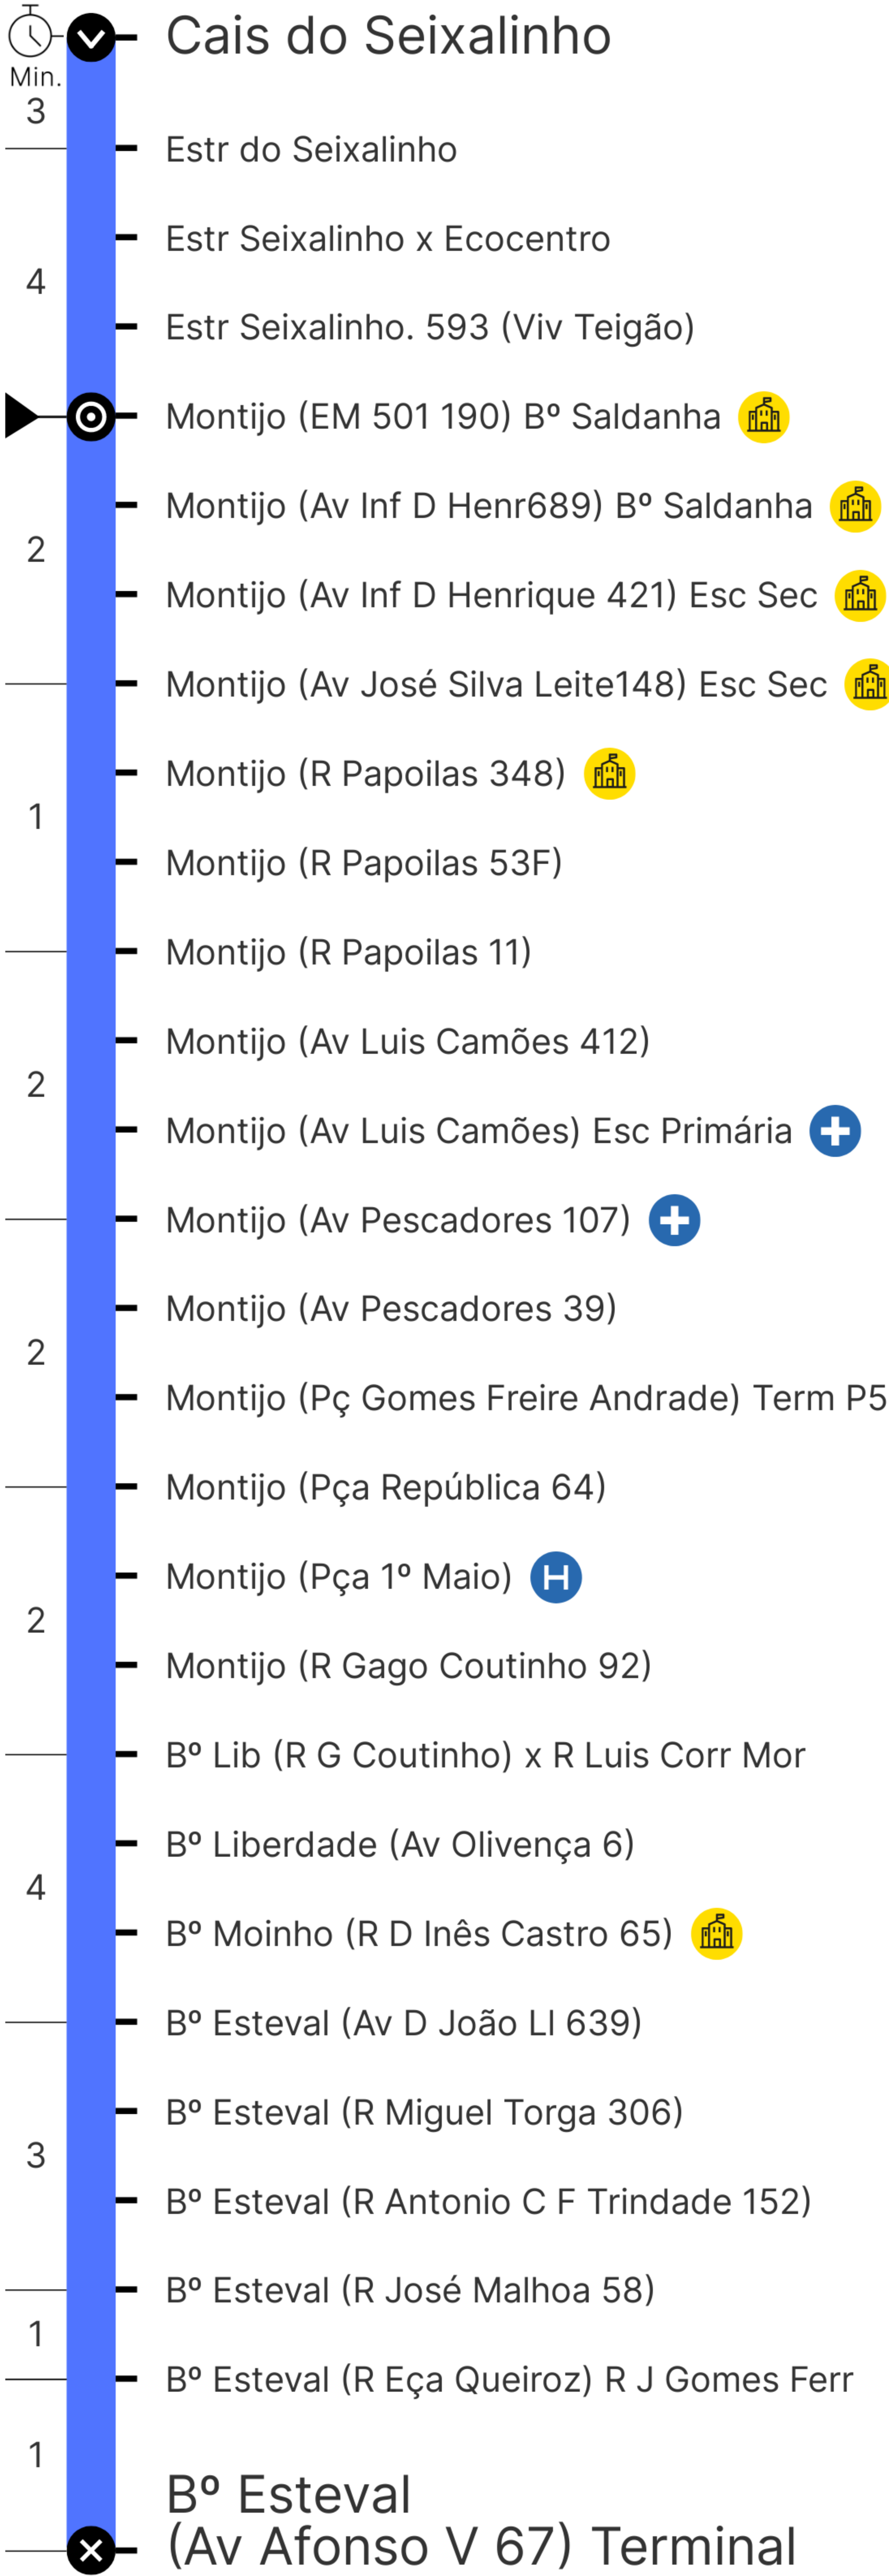 Cais do Seixalinho
Min.
3
Estr do Seixalinho
Estr Seixalinho x Ecocentro
4
Estr Seixalinho. 593 (Viv Teigão)
Montijo (EM 501 190) Bº Saldanha
Montijo (Av Inf D Henr689) Bº Saldanha
2
Montijo (Av Inf D Henrique 421) Esc Sec
Montijo (Av José Silva Leite148) Esc Sec
Montijo (R Papoilas 348)
1
Montijo (R Papoilas 53F)
Montijo (R Papoilas 11)
Montijo (Av Luis Camões 412)
2
Montijo (Av Luis Camões) Esc Primária
Montijo (Av Pescadores 107)
Montijo (Av Pescadores 39)
2
Montijo (Pç Gomes Freire Andrade) Term P5
Montijo (Pça República 64)
Montijo (Pça 1º Maio) H
2
Montijo (R Gago Coutinho 92)
Bº Lib (R G Coutinho) x R Luis Corr Mor
Bº Liberdade (Av Olivença 6)
4
Bº Moinho (R D Inês Castro 65)
Bº Esteval (Av D João LI 639)
Bº Esteval (R Miguel Torga 306)
3
Bº Esteval (R Antonio C F Trindade 152)
Bº Esteval (R José Malhoa 58)
1
Bº Esteval (R Eça Queiroz) R J Gomes Ferr
1
Bº Esteval
(Av Afonso V 67) Terminal